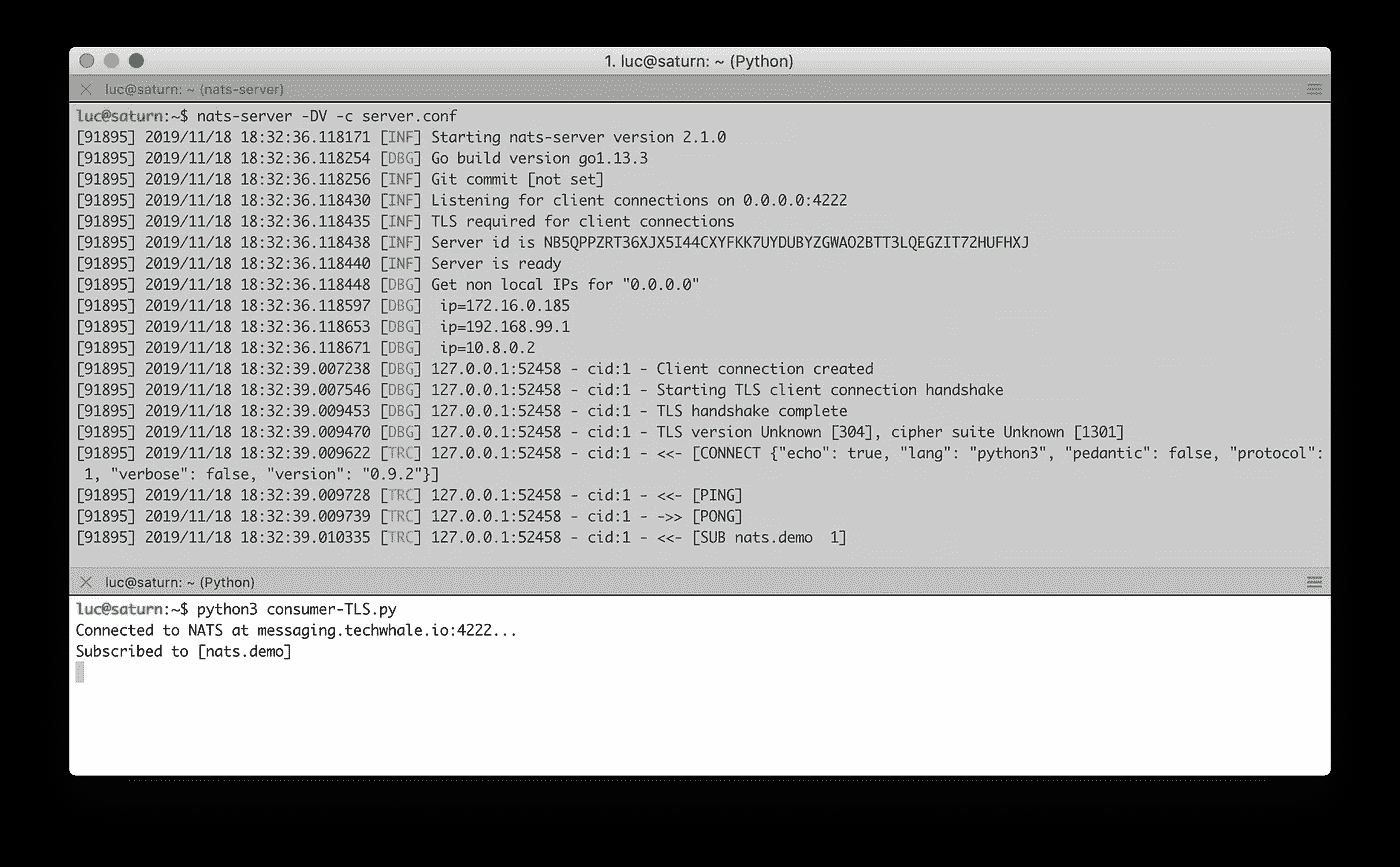 1. luc@saturn: ~ (Python)
luc@saturn: ~ (nats-server)
luc@saturn:~$ nats-server -DV -c server.conf
[91895] 2019/11/18 18:32:36.118171 [INF] Starting nats-server version 2.1.0
[91895] 2019/11/18 18:32:36.118254 [DBG] Go build version go1.13.3
[91895] 2019/11/18 18:32:36.118256 [INF] Git commit [not set]
[91895] 2019/11/18 18:32:36.118430 [INF] Listening for client connections on 0.0.0.0:4222
[91895] 2019/11/18 18:32:36.118435 [INF] TLS required for client connections
[91895] 2019/11/18 18:32:36.118438 [INF] Server id is NB5QPPZRT36XJX5I44CXYFKK7UYDUBYZGWAO2BTT3LQEGZIT72HUFHXJ
[91895] 2019/11/18 18:32:36.118440 [INF] Server is ready
[91895] 2019/11/18 18:32:36.118448 [DBG] Get non local IPs for "0.0.0.0"
[91895] 2019/11/18 18:32:36.118597 [DBG]  ip=172.16.0.185
[91895] 2019/11/18 18:32:36.118653 [DBG]  ip=192.168.99.1
[91895] 2019/11/18 18:32:36.118671 [DBG]  ip=10.8.0.2
[91895] 2019/11/18 18:32:39.007238 [DBG] 127.0.0.1:52458 - cid:1 - Client connection created
[91895] 2019/11/18 18:32:39.007546 [DBG] 127.0.0.1:52458 - cid:1 - Starting TLS client connection handshake
[91895] 2019/11/18 18:32:39.009453 [DBG] 127.0.0.1:52458 - cid:1 - TLS handshake complete
[91895] 2019/11/18 18:32:39.009470 [DBG] 127.0.0.1:52458 - cid:1 - TLS version Unknown [304], cipher suite Unknown [1301]
[91895] 2019/11/18 18:32:39.009622 [TRC] 127.0.0.1:52458 - cid:1 - <<- [CONNECT {"echo": true, "lang": "python3", "pedantic": false, "protocol":
1, "verbose": false, "version": "0.9.2"}]
[91895] 2019/11/18 18:32:39.009728 [TRC] 127.0.0.1:52458 - cid:1 - <<- [PING]
[91895] 2019/11/18 18:32:39.009739 [TRC] 127.0.0.1:52458 - cid:1 - ->> [PONG]
[91895] 2019/11/18 18:32:39.010335 [TRC] 127.0.0.1:52458 - cid:1 - <<- [SUB nats.demo  1]
luc@saturn: ~ (Python)
luc@saturn:~$ python3 consumer-TLS.py
Connected to NATS at messaging.techwhale.io:4222...
Subscribed to [nats.demo]